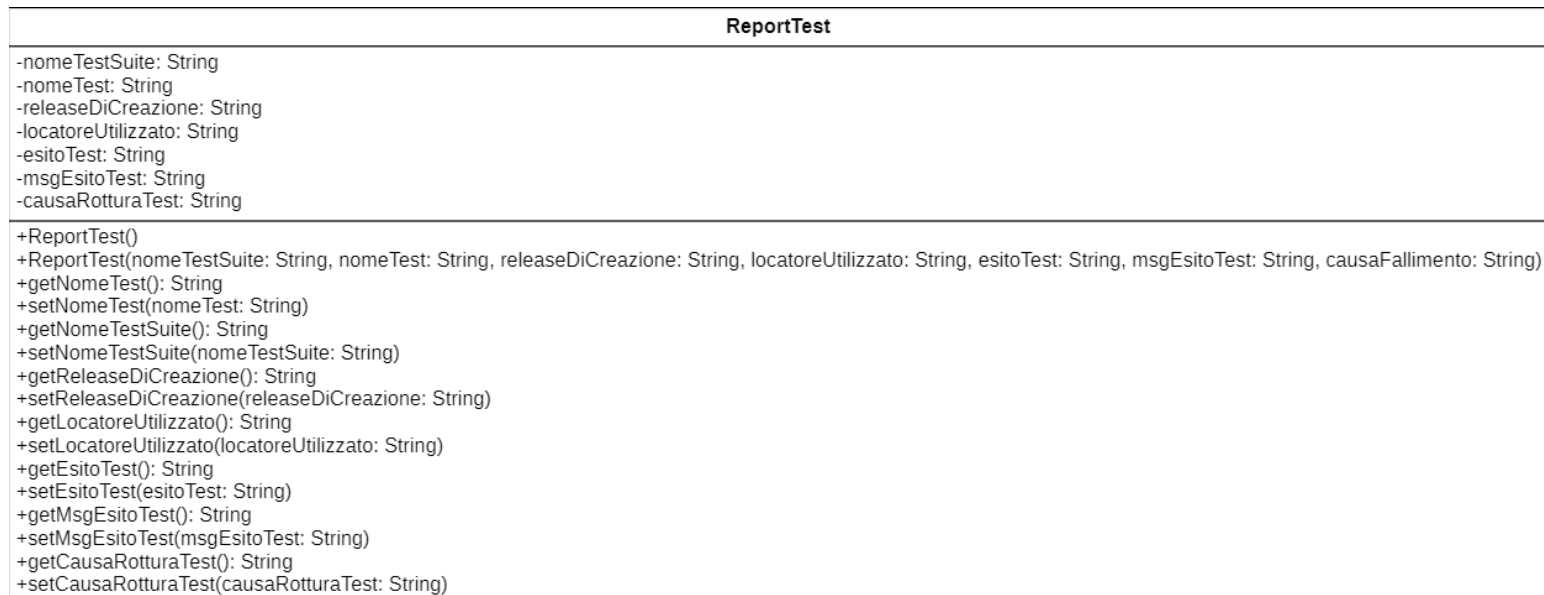 ReportTest
-nomeTestSuite: String
-nomeTest: String
-releaseDiCreazione: String
-locatoreUtilizzato: String
-esitoTest: String
-msgEsitoTest: String
-causaRotturaTest: String
+ReportTest()
+ReportTest(nomeTestSuite: String, nomeTest: String, releaseDiCreazione: String, locatoreUtilizzato: String, esitoTest: String, msgEsitoTest: String, causaFallimento: String)
+getNomeTest(): String
+setNomeTest(nomeTest: String)
+getNomeTestSuite(): String
+setNomeTestSuite(nomeTestSuite: String)
+getReleaseDiCreazione(): String
+setReleaseDiCreazione(releaseDiCreazione: String)
+getLocatoreUtilizzato(): String
+setLocatoreUtilizzato(locatoreUtilizzato: String)
+getEsitoTest(): String
+setEsitoTest(esitoTest: String)
+getMsgEsitoTest(): String
+setMsgEsitoTest(msgEsitoTest: String)
+getCausaRotturaTest(): String
+setCausaRotturaTest(causaRotturaTest: String)